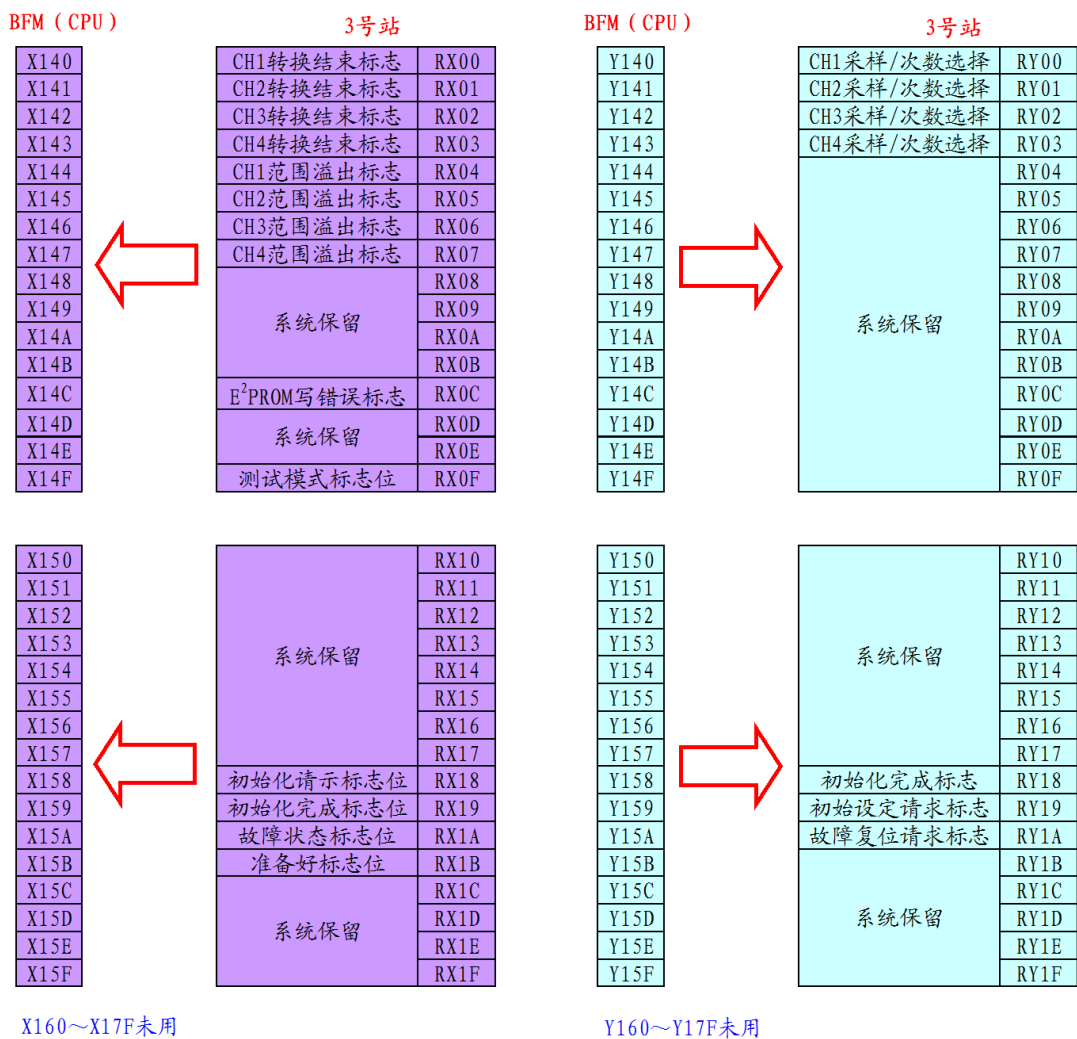 BFM(CPU) 3号站 BFM(CPU) 3号站
X140 CH1转换结束标志 RX00 Y140 CH1采样/次数选择 RY00
X141 CH2转换结束标志 RX01 Y141 CH2采样/次数选择 RY01
X142 CH3转换结束标志 RX02 Y142 CH3采样/次数选择 RY02
X143 CH4转换结束标志 RX03 Y143 CH4采样/次数选择 RY03
X144 CH1范围溢出标志 RX04 Y144 RY04
X145 CH2范围溢出标志 RX05 Y145 RY05
X146 CH3范围溢出标志 RX06 Y146 RY06
X147 CH4范围溢出标志 RX07 Y147 RY07
X148 RX08 Y148 RY08
X149 系统保留 RX09 Y149 系统保留 RY09
X14A RX0A Y14A RY0A
X14B RX0B Y14B RY0B
X14C E²PROM写错误标志 RX0C Y14C RY0C
X14D 系统保留 RX0D Y14D RY0D
X14E RX0E Y14E RY0E
X14F 测试模式标志位 RX0F Y14F RY0F
X150 RX10 Y150 RY10
X151 RX11 Y151 RY11
X152 RX12 Y152 RY12
X153 系统保留 RX13 Y153 系统保留 RY13
X154 RX14 Y154 RY14
X155 RX15 Y155 RY15
X156 RX16 Y156 RY16
X157 RX17 Y157 RY17
X158 初始化请示标志位 RX18 Y158 初始化完成标志 RY18
X159 初始化完成标志位 RX19 Y159 初始设定请求标志 RY19
X15A 故障状态标志位 RX1A Y15A 故障复位请求标志 RY1A
X15B 准备好标志位 RX1B Y15B RY1B
X15C RX1C Y15C RY1C
X15D 系统保留 RX1D Y15D 系统保留 RY1D
X15E RX1E Y15E RY1E
X15F RX1F Y15F RY1F
X160～X17F未用 Y160～Y17F未用